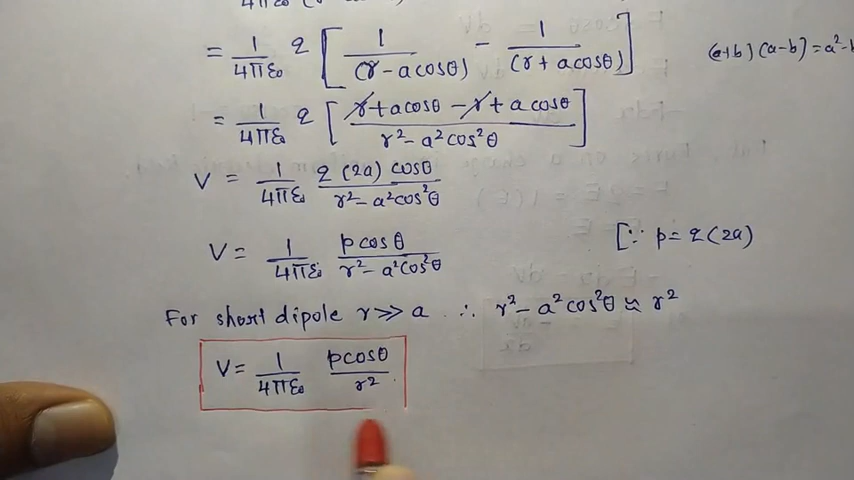 = 1/4πε₀ q [ 1/(r - a cosθ) - 1/(r + a cosθ) ]
(a+b)(a-b) = a²-b
= 1/4πε₀ q [ r + a cosθ - r + a cosθ / r² - a² cos²θ ]
V = 1/4πε₀ q(2a) cosθ / r² - a² cos²θ
V = 1/4πε₀ p cosθ / r² - a² cos²θ [∵ p = q(2a)]
For short dipole r >> a ∴ r² - a² cos²θ ≈ r²
V = 1/4πε₀ p cosθ / r²